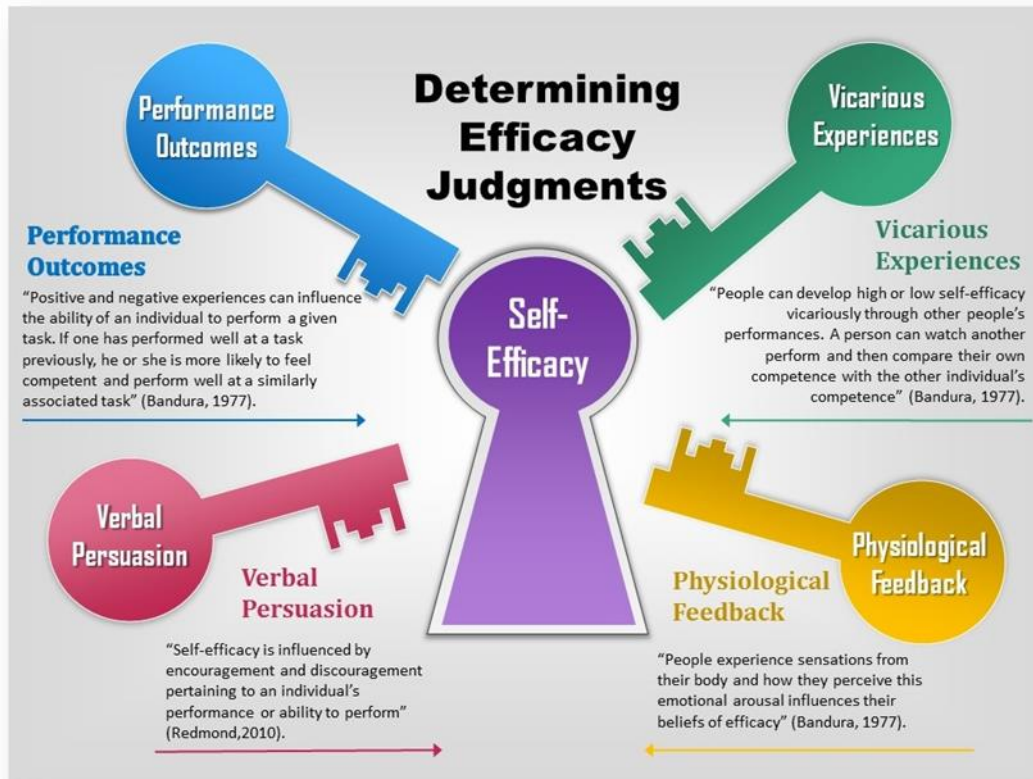 Determining
Efficacy
Judgments
Performance
Outcomes
Performance
Outcomes
“Positive and negative experiences can influence
the ability of an individual to perform a given
task. If one has performed well at a task
previously, he or she is more likely to feel
competent and perform well at a similarly
associated task” (Bandura, 1977).
Vicarious
Experiences
Vicarious
Experiences
“People can develop high or low self-efficacy
vicariously through other people’s
performances. A person can watch another
perform and then compare their own
competence with the other individual’s
competence” (Bandura, 1977).
Self-
Efficacy
Verbal
Persuasion
Verbal
Persuasion
“Self-efficacy is influenced by
encouragement and discouragement
pertaining to an individual’s
performance or ability to perform”
(Redmond,2010).
Physiological
Feedback
Physiological
Feedback
“People experience sensations from
their body and how they perceive this
emotional arousal influences their
beliefs of efficacy” (Bandura, 1977).